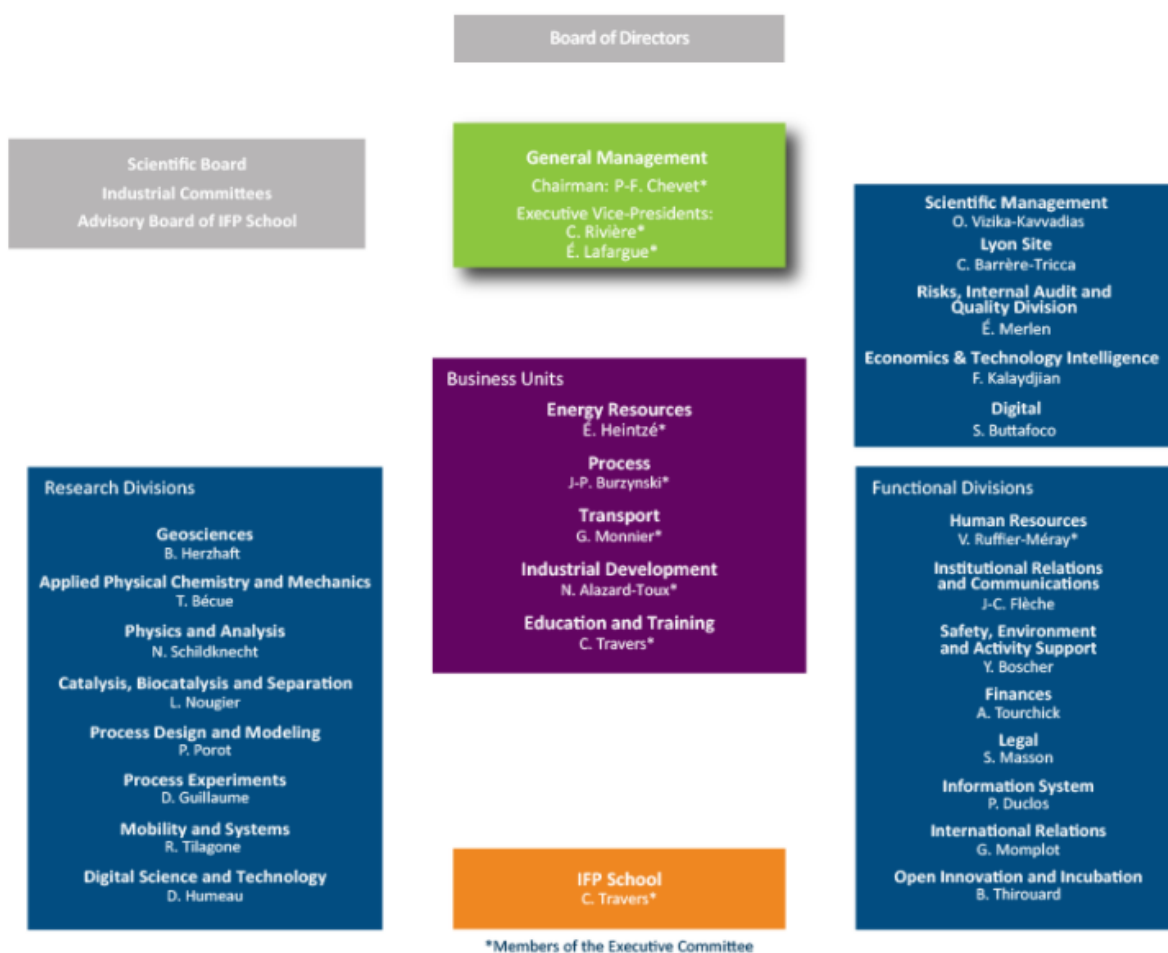 Board of Directors
Scientific Board
Industrial Committees
Advisory Board of IFP School
General Management
Chairman: P-F. Chevet*
Executive Vice-Presidents:
C. Rivière*
É. Lafargue*
Scientific Management
O. Vizika-Kavvadias
Lyon Site
C. Barrère-Tricca
Risks, Internal Audit and
Quality Division
É. Merlen
Economics & Technology Intelligence
F. Kalaydjian
Digital
S. Buttafoco
Business Units
Energy Resources
É. Heintzé*
Process
J-P. Burzynski*
Transport
G. Monnier*
Industrial Development
N. Alazard-Toux*
Education and Training
C. Travers*
Research Divisions
Geosciences
B. Herzhaft
Applied Physical Chemistry and Mechanics
T. Bécue
Physics and Analysis
N. Schildknecht
Catalysis, Biocatalysis and Separation
L. Nougier
Process Design and Modeling
P. Porot
Process Experiments
D. Guillaume
Mobility and Systems
R. Tilagone
Digital Science and Technology
D. Humeau
Functional Divisions
Human Resources
V. Ruffier-Méray*
Institutional Relations
and Communications
J-C. Flèche
Safety, Environment
and Activity Support
Y. Boscher
Finances
A. Tourchick
Legal
S. Masson
Information System
P. Duclos
International Relations
G. Momplot
Open Innovation and Incubation
B. Thirouard
IFP School
C. Travers*
*Members of the Executive Committee